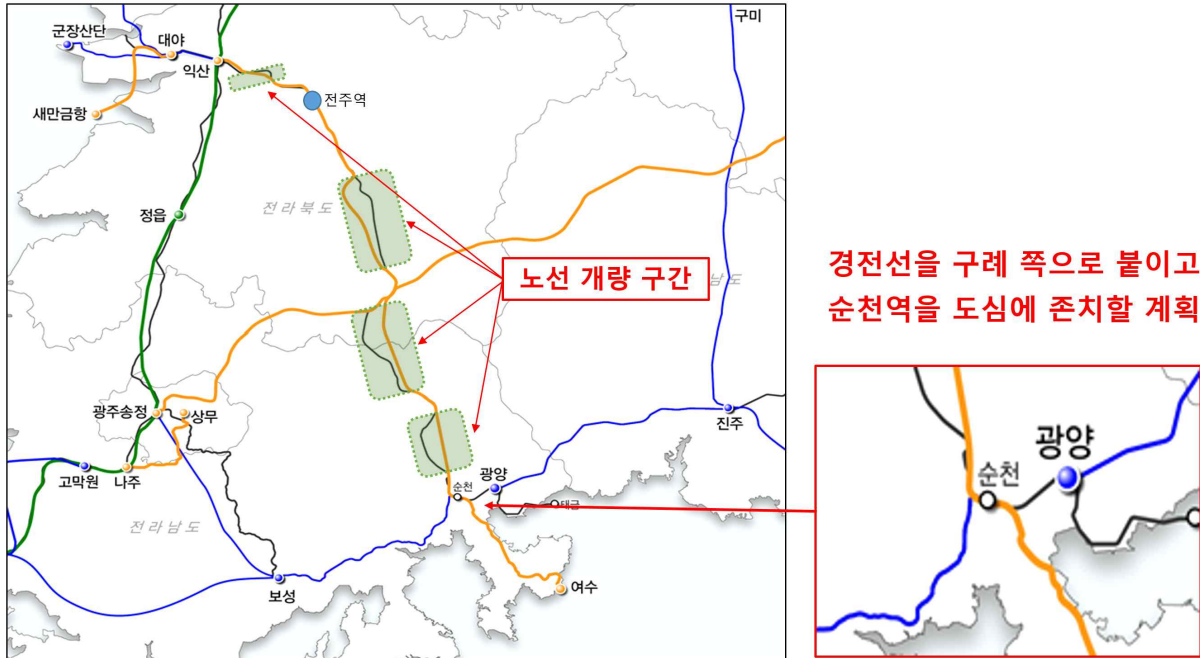 구미
군장산단
대야
익산
새만금항
전주역
정읍
전라북도
노선 개량 구간
남도
경전선을 구례 쪽으로 붙이고
순천역을 도심에 존치할 계획
광주송정
상무
진주
고막원
나주
순천
광양
태금
전라남도
보성
여수
광양
순천